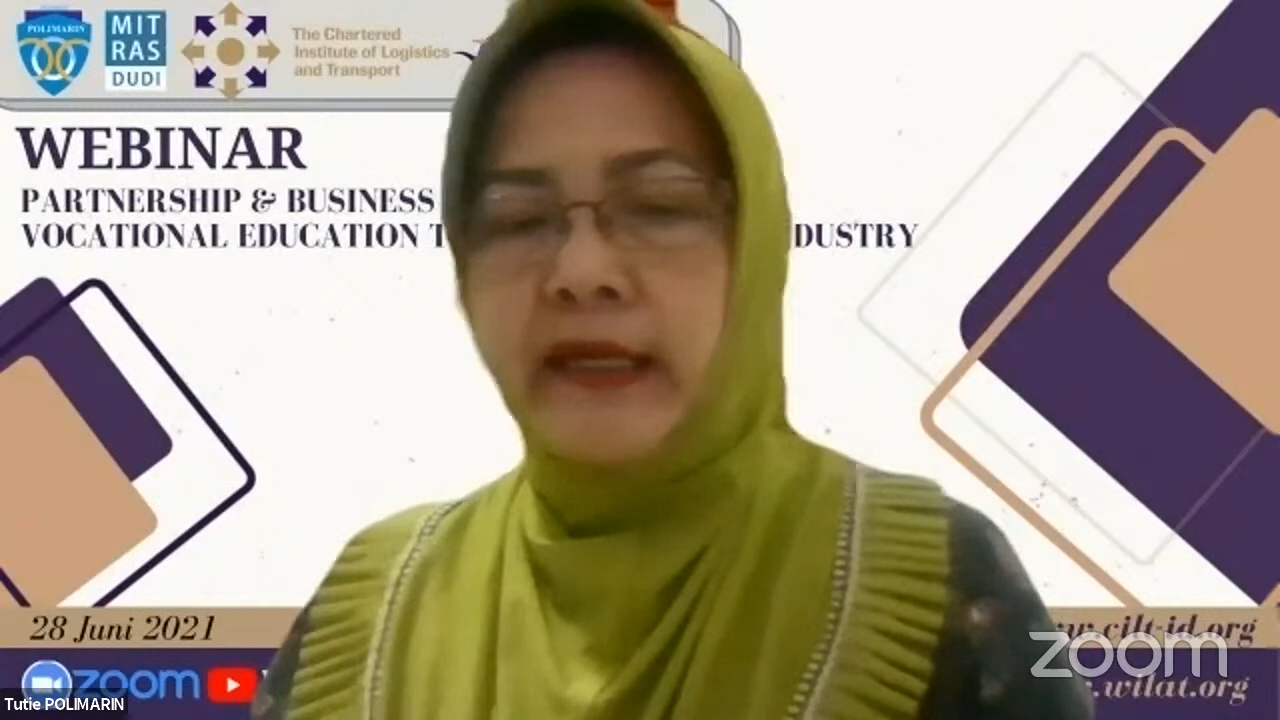 POLIMARIN
MIT
RAS
DUDI
The Chartered
Institute of Logistics
and Transport
WEBINAR
PARTNERSHIP & BUSINESS
VOCATIONAL EDUCATION
28 Juni 2021
cilt-id.org
zoom
zoom
.wilat.org
Tutie POLIMARIN